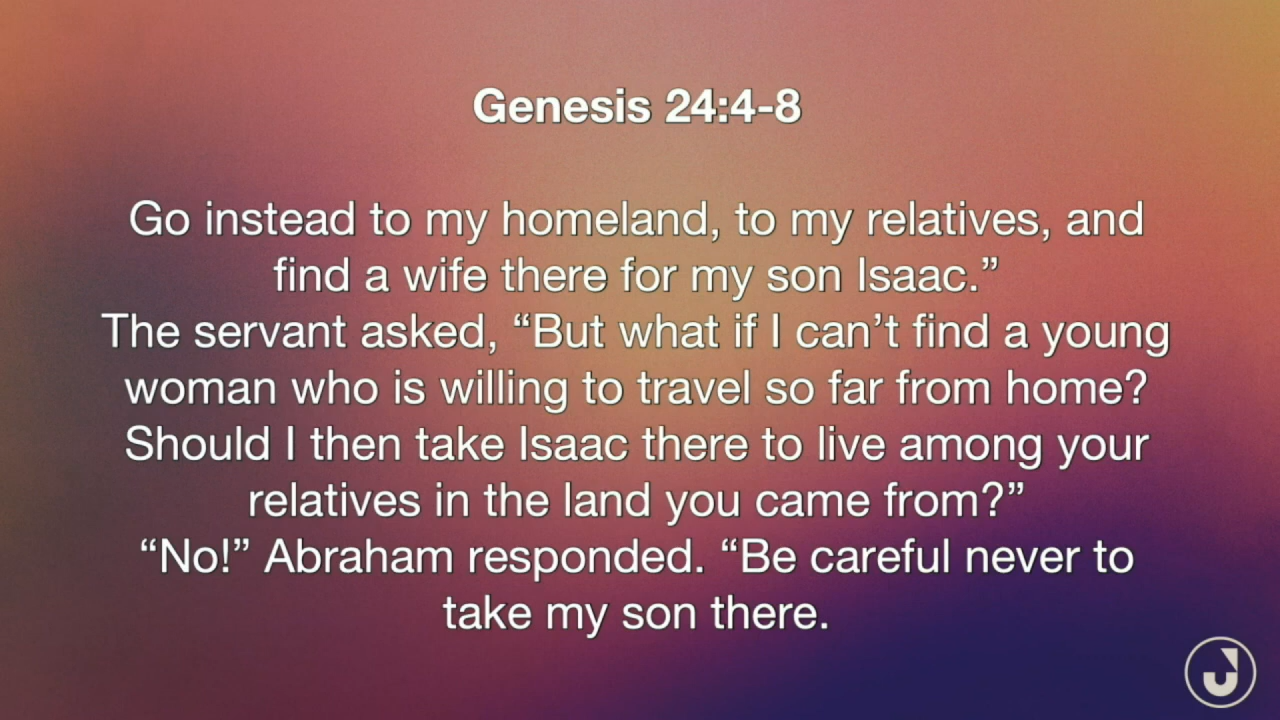 Genesis 24:4-8
Go instead to my homeland, to my relatives, and
find a wife there for my son Isaac.”
The servant asked, “But what if I can’t find a young
woman who is willing to travel so far from home?
Should I then take Isaac there to live among your
relatives in the land you came from?”
“No!” Abraham responded. “Be careful never to
take my son there.